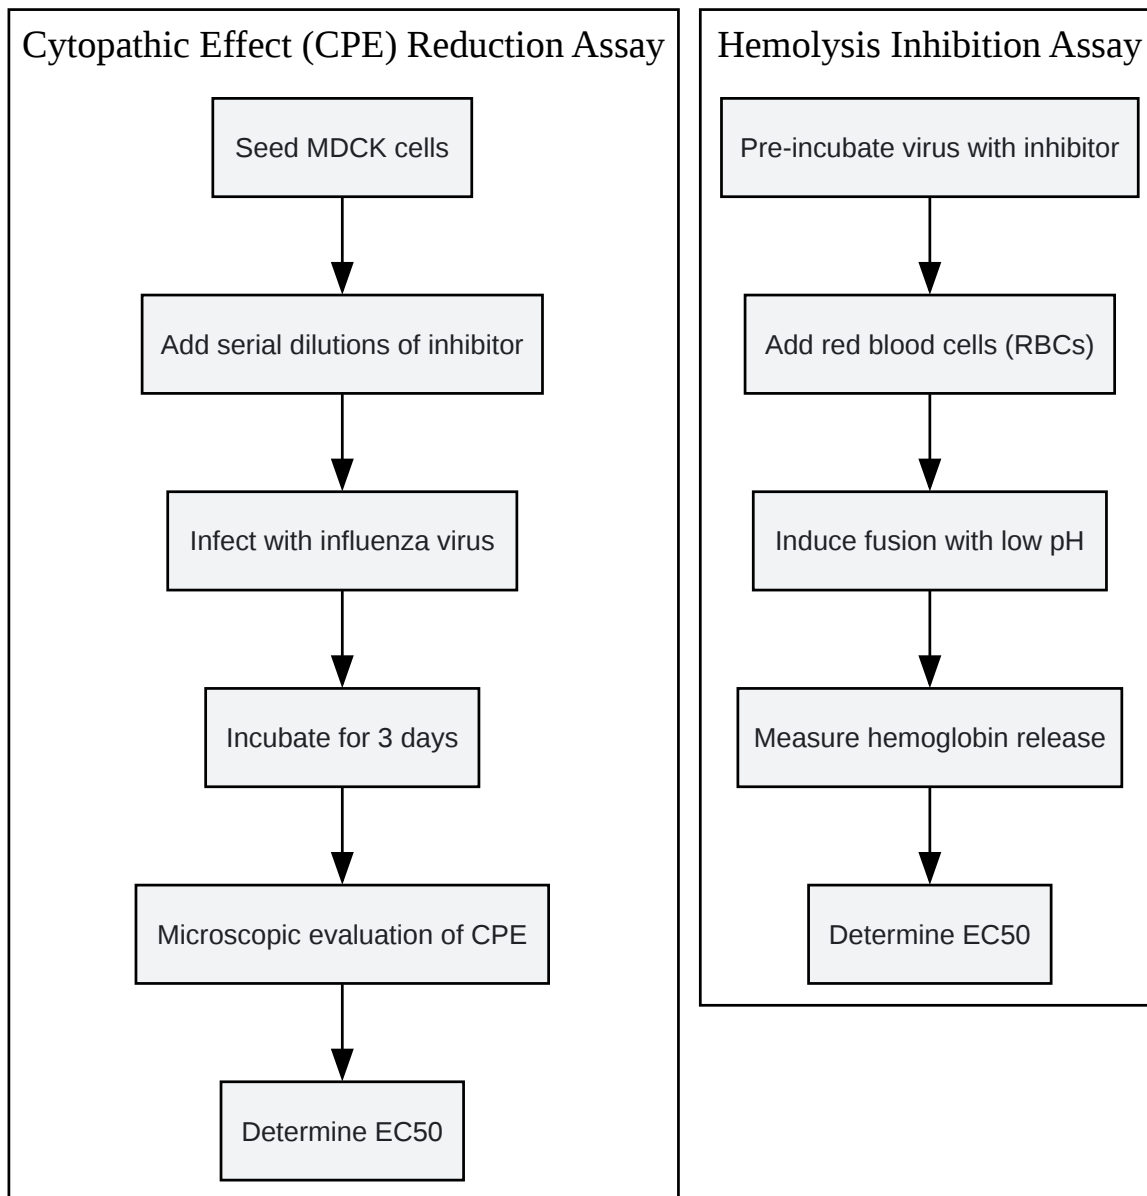 Cytopathic Effect (CPE) Reduction Assay
Seed MDCK cells
Add serial dilutions of inhibitor
Infect with influenza virus
Incubate for 3 days
Microscopic evaluation of CPE
Determine EC50
Hemolysis Inhibition Assay
Pre-incubate virus with inhibitor
Add red blood cells (RBCs)
Induce fusion with low pH
Measure hemoglobin release
Determine EC50